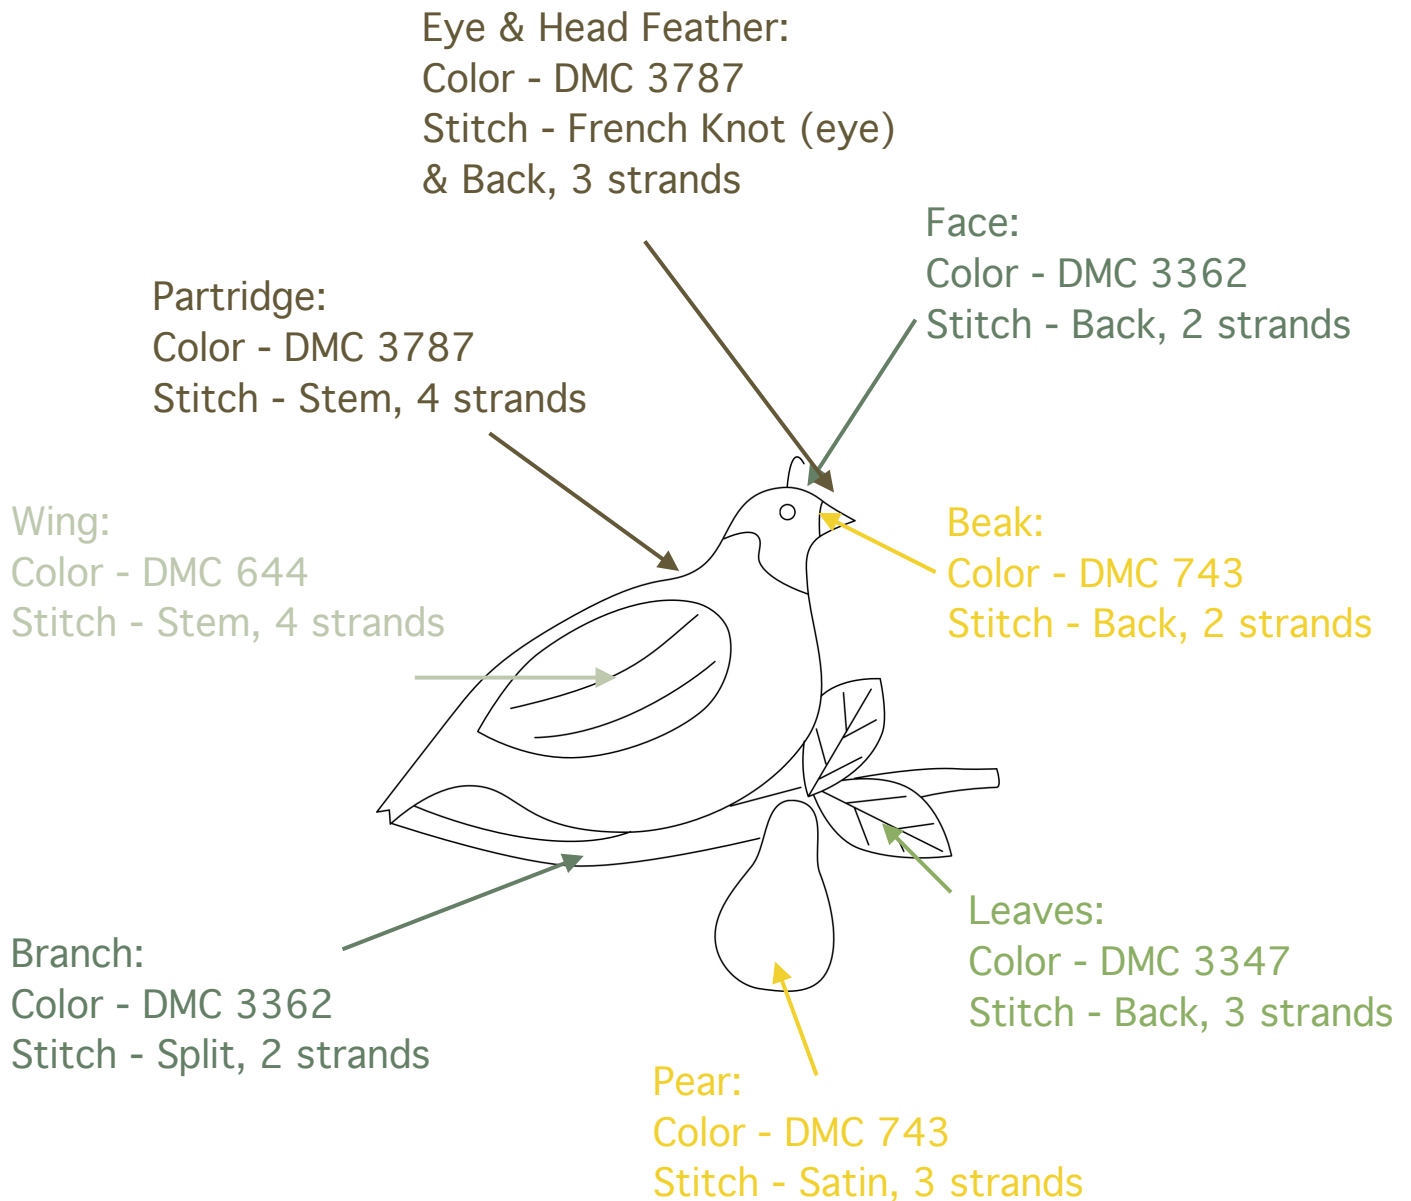 Eye & Head Feather:
Color - DMC 3787
Stitch - French Knot (eye)
& Back, 3 strands
Face:
Color - DMC 3362
Stitch - Back, 2 strands
Partridge:
Color - DMC 3787
Stitch - Stem, 4 strands
Wing:
Color - DMC 644
Stitch - Stem, 4 strands
Beak:
Color - DMC 743
Stitch - Back, 2 strands
Leaves:
Color - DMC 3347
Stitch - Back, 3 strands
Branch:
Color - DMC 3362
Stitch - Split, 2 strands
Pear:
Color - DMC 743
Stitch - Satin, 3 strands